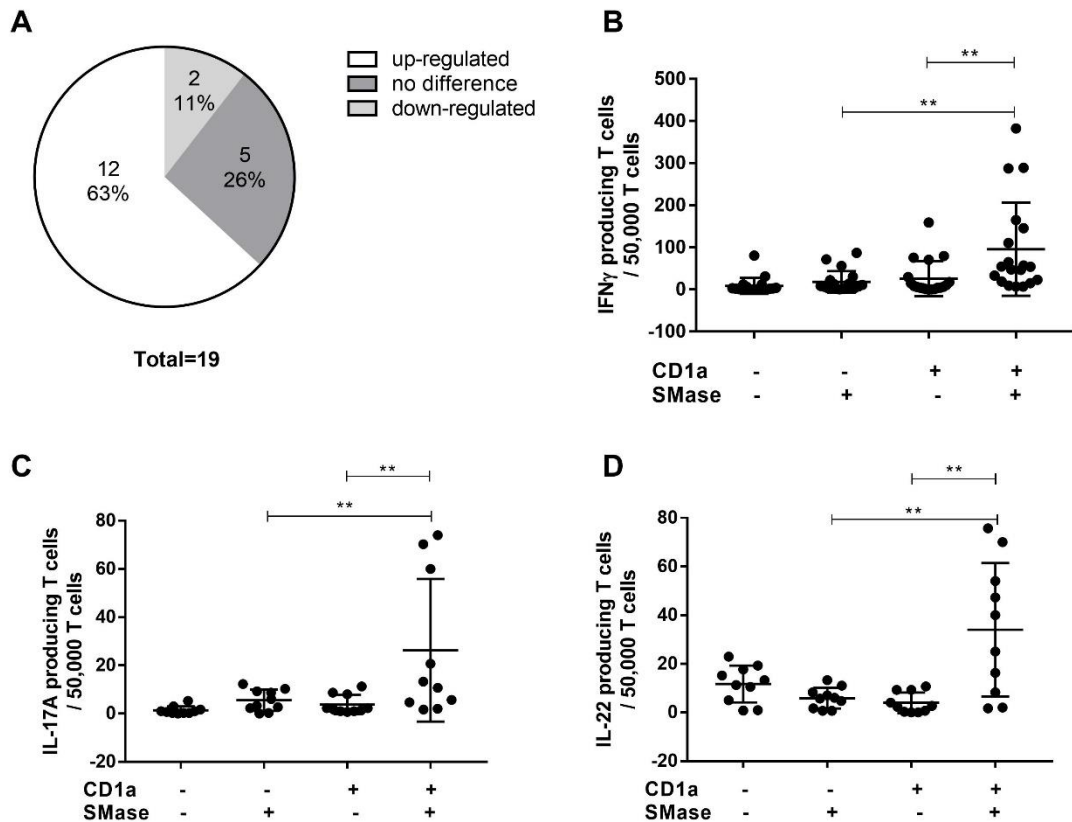 A
2
11%
5
26%
12
63%
Total=19
up-regulated
no difference
down-regulated
B
**
**
IFNγ producing T cells
/ 50,000 T cells
500
400
300
200
100
0
-100
CD1a - - + +
SMase - + - +
C
**
**
IL-17A producing T cells
/ 50,000 T cells
80
60
40
20
0
-20
CD1a - - + +
SMase - + - +
D
**
**
IL-22 producing T cells
/ 50,000 T cells
80
60
40
20
0
-20
CD1a - - + +
SMase - + - +